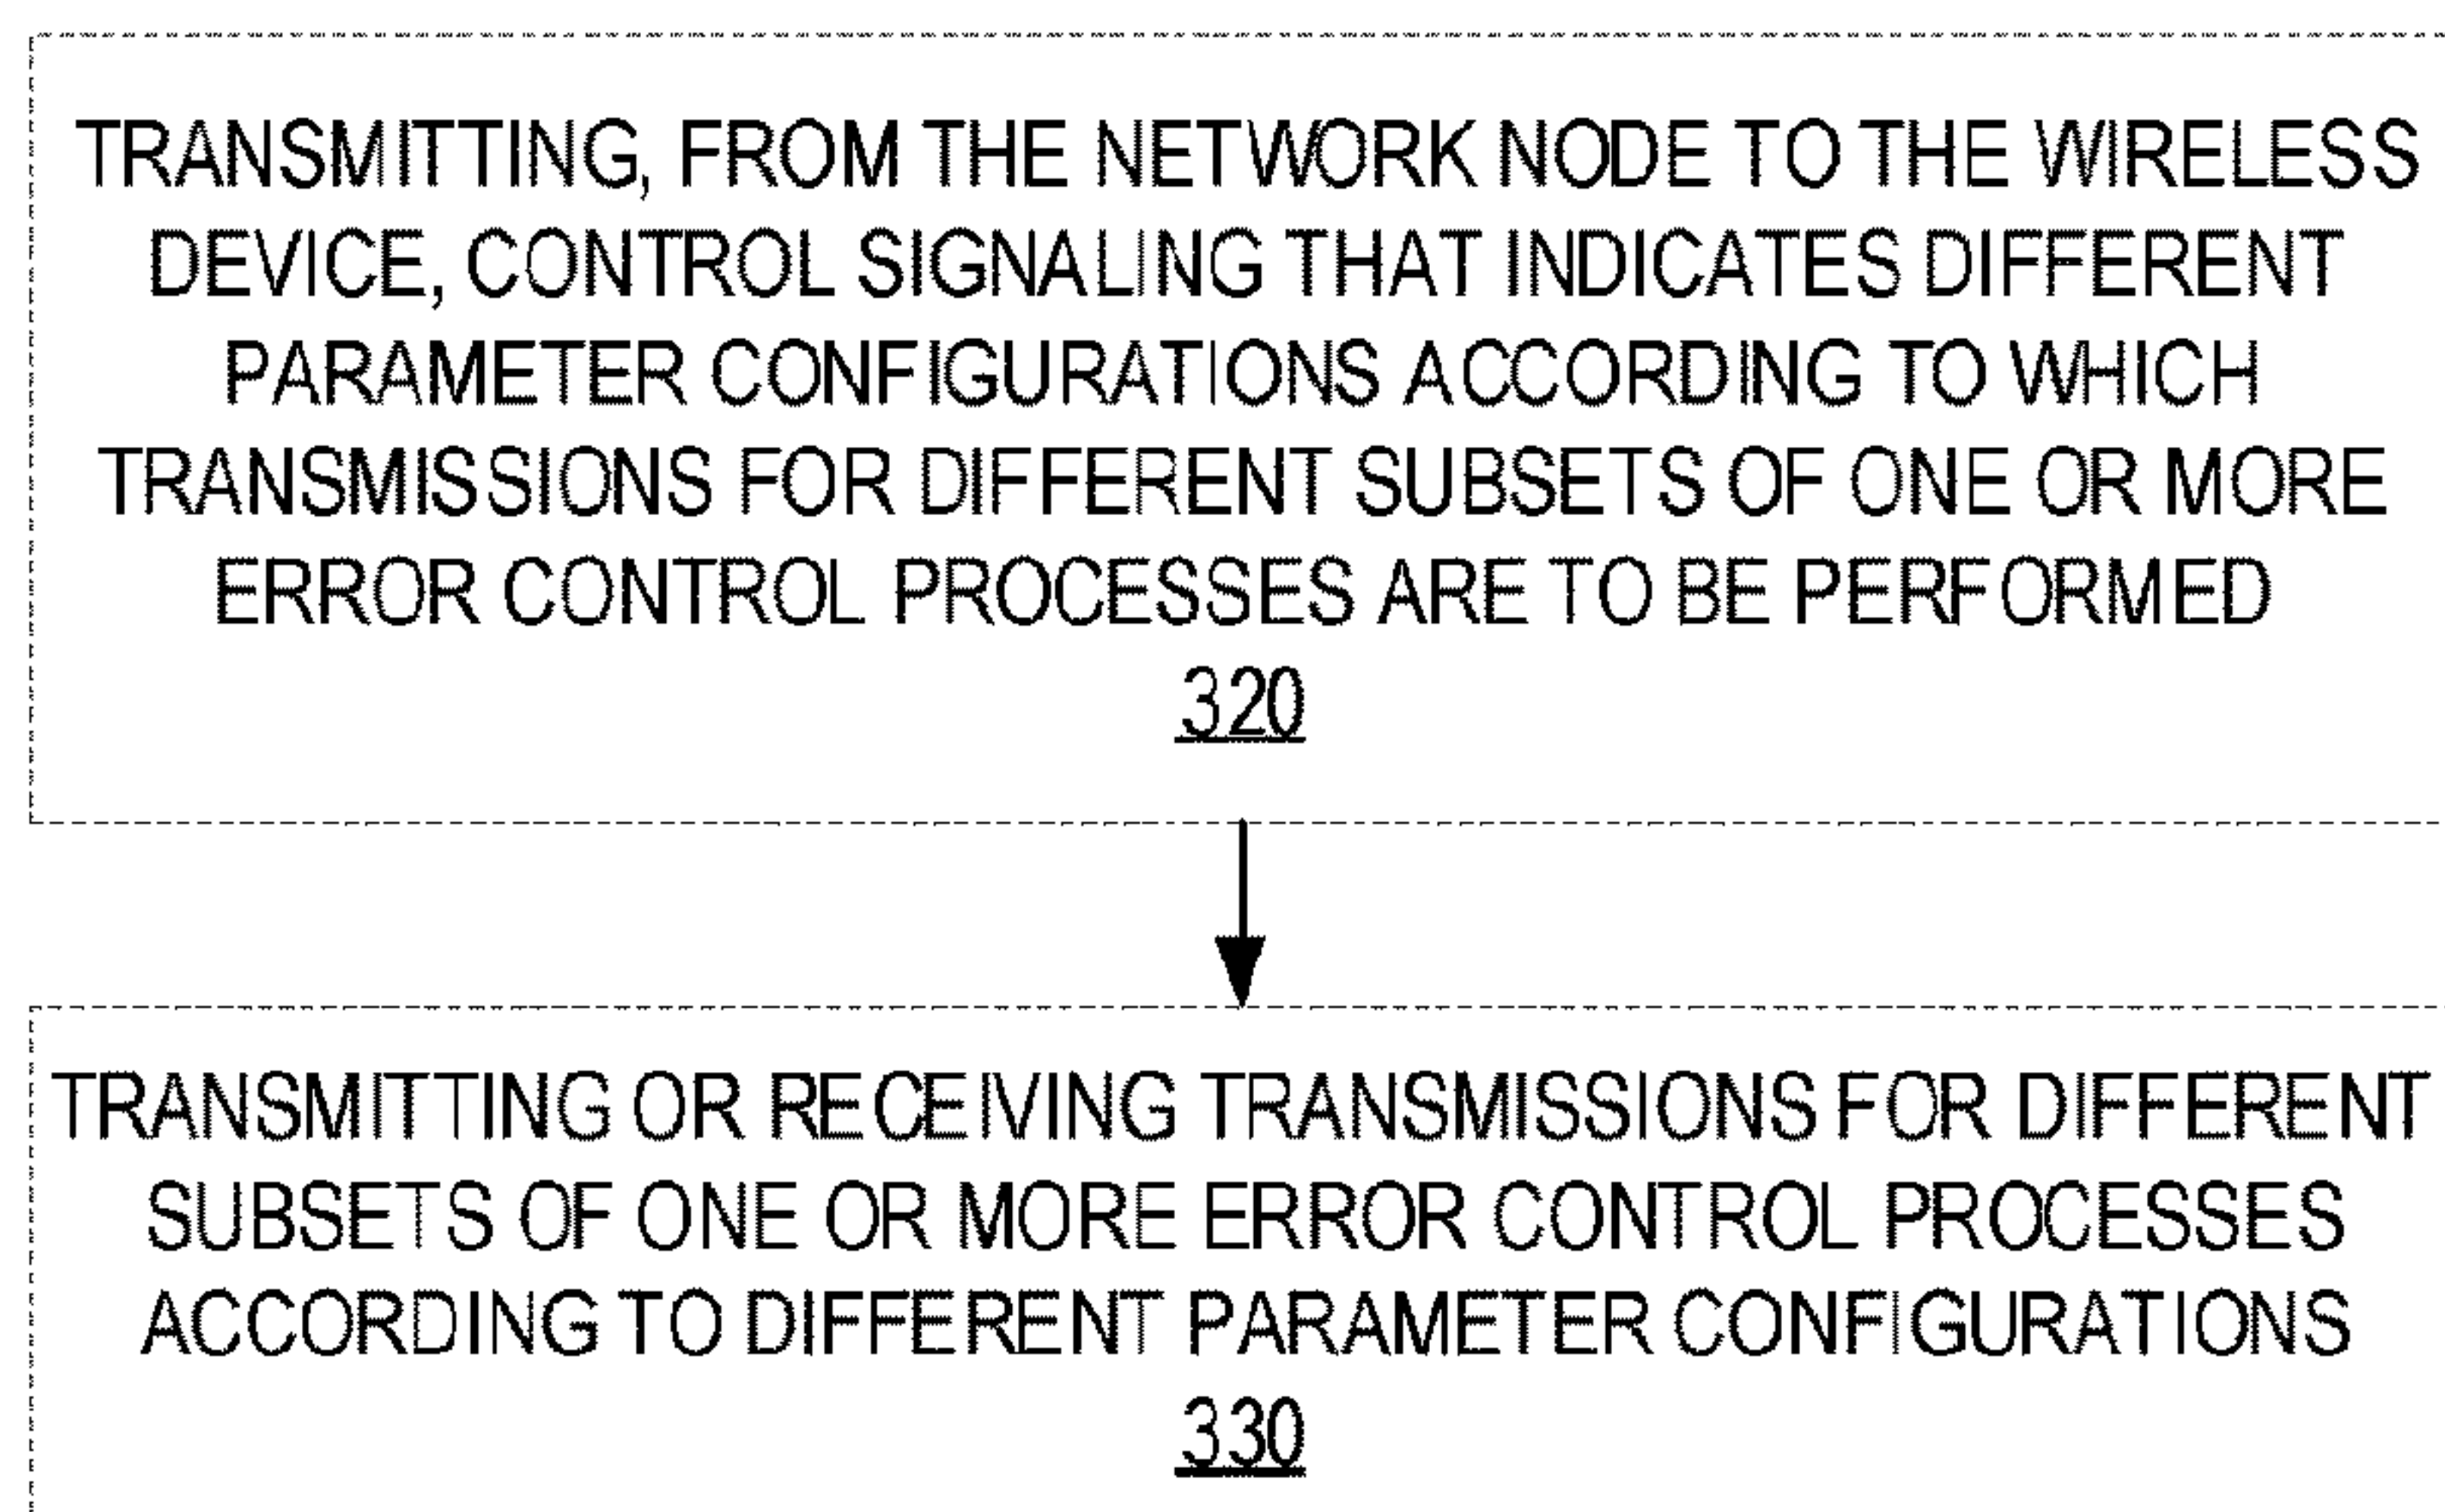 TRANSMITTING, FROM THE NETWORK NODE TO THE WIRELESS
DEVICE, CONTROL SIGNALING THAT INDICATES DIFFERENT
PARAMETER CONFIGURATIONS ACCORDING TO WHICH
TRANSMISSIONS FOR DIFFERENT SUBSETS OF ONE OR MORE
ERROR CONTROL PROCESSES ARE TO BE PERFORMED
320
TRANSMITTING OR RECEIVING TRANSMISSIONS FOR DIFFERENT
SUBSETS OF ONE OR MORE ERROR CONTROL PROCESSES
ACCORDING TO DIFFERENT PARAMETER CONFIGURATIONS
330